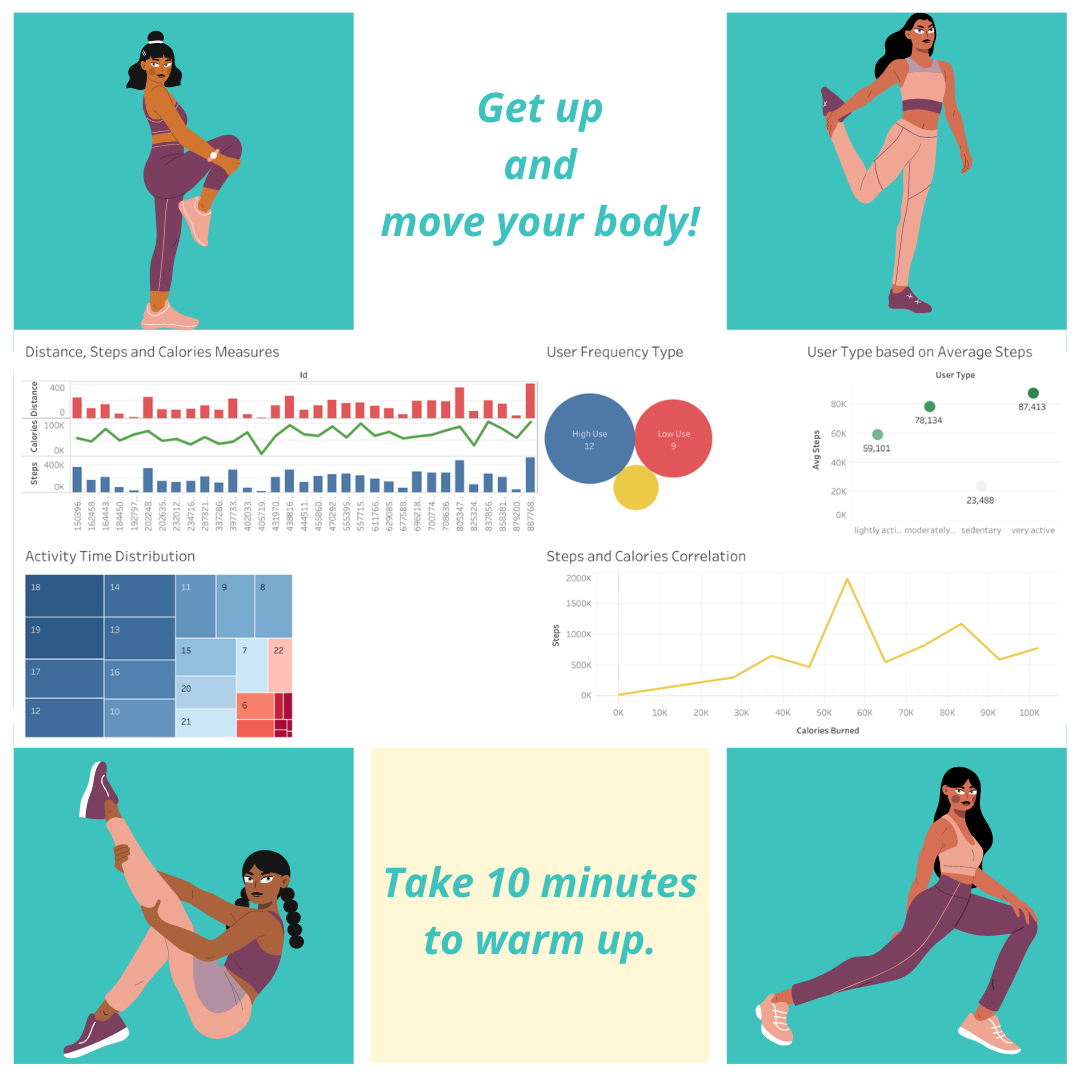 Get up
and
move your body!
Distance, Steps and Calories Measures
Id
Distance
400
0
Calories
100K
0K
Steps
400K
0K
150396..
162458..
164443..
184450..
192797..
202248..
202635..
232012..
234716..
287321..
287321..
397733..
402033..
405719..
431970..
438816..
444511..
455860..
470292..
555395..
557715..
611766..
629085..
677588..
696218..
700774..
708636..
805347..
825324..
837856..
858381..
879200..
887768..
User Frequency Type
High Use
12
Low Use
9
User Type based on Average Steps
User Type
Avg Steps
80K
60K
40K
20K
0K
59,101
78,134
23,488
87,413
lightly acti.. moderately.. sedentary very active
Activity Time Distribution
18
14
11
9
8
19
13
15
7
22
17
16
20
6
12
10
21
Steps and Calories Correlation
Steps
2000K
1500K
1000K
500K
0K
0K 10K 20K 30K 40K 50K 60K 70K 80K 90K 100K
Calories Burned
Take 10 minutes
to warm up.